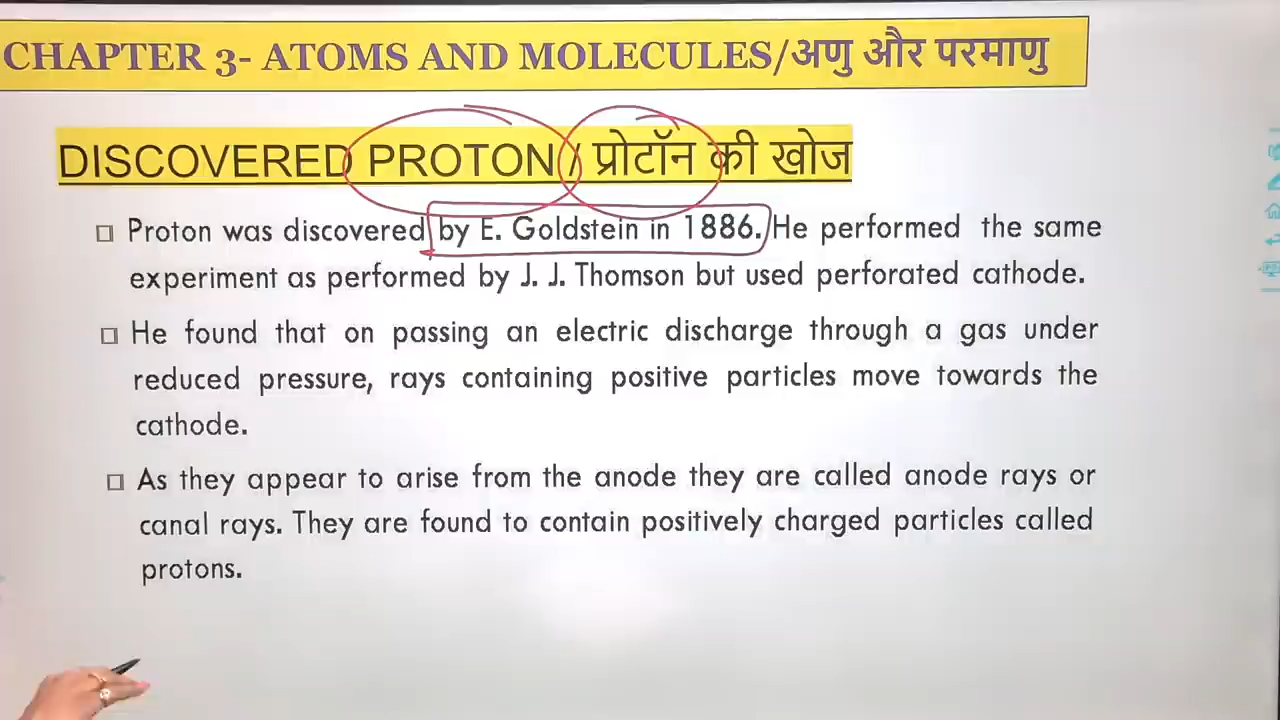 CHAPTER 3- ATOMS AND MOLECULES/अणु और परमाणु
DISCOVERED PROTON / प्रोटॉन की खोज
Proton was discovered by E. Goldstein in 1886. He performed the same
experiment as performed by J. J. Thomson but used perforated cathode.
He found that on passing an electric discharge through a gas under
reduced pressure, rays containing positive particles move towards the
cathode.
As they appear to arise from the anode they are called anode rays or
canal rays. They are found to contain positively charged particles called
protons.